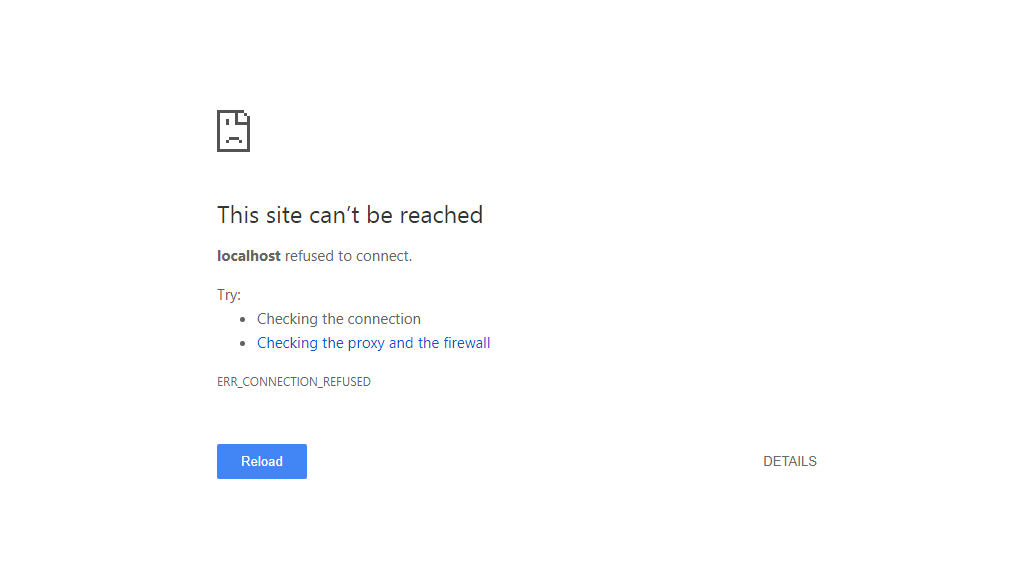 This site can’t be reached
localhost refused to connect.
Try:
Checking the connection
Checking the proxy and the firewall
ERR_CONNECTION_REFUSED
Reload
DETAILS